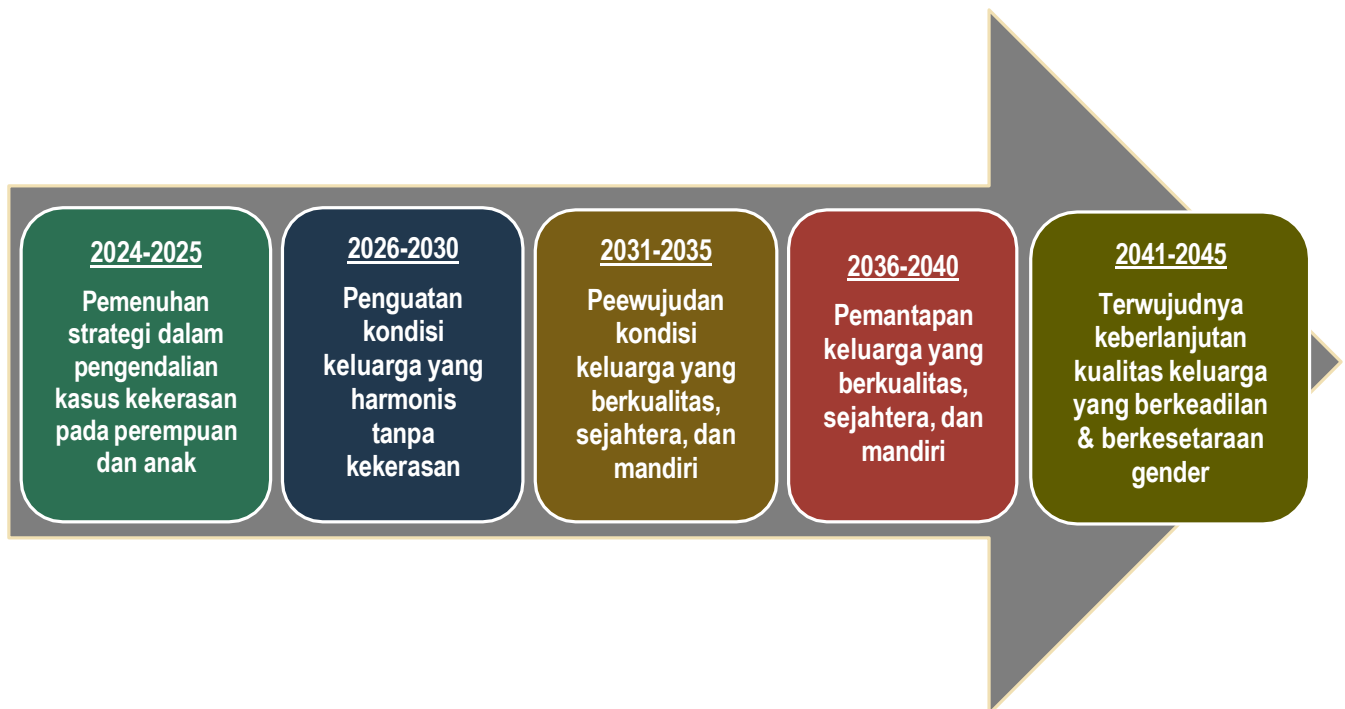 2024-2025
Pemenuhan
strategi dalam
pengendalian
kasus kekerasan
pada perempuan
dan anak
2026-2030
Penguatan
kondisi
keluarga yang
harmonis
tanpa
kekerasan
2031-2035
Peewujudan
kondisi
keluarga yang
berkualitas,
sejahtera, dan
mandiri
2036-2040
Pemantapan
keluarga yang
berkualitas,
sejahtera, dan
mandiri
2041-2045
Terwujudnya
keberlanjutan
kualitas keluarga
yang berkeadilan
& berkesetaraan
gender